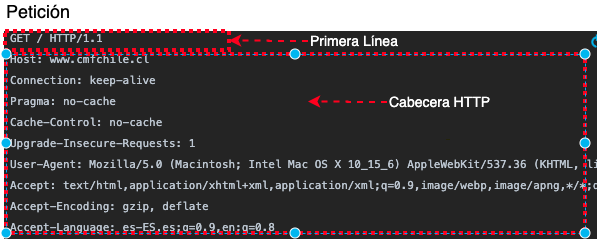 Petición
GET / HTTP/1.1
Primera Línea
Host: www.cmfchile.cl
Connection: keep-alive
Pragma: no-cache
Cabecera HTTP
Cache-Control: no-cache
Upgrade-Insecure-Requests: 1
User-Agent: Mozilla/5.0 (Macintosh; Intel Mac OS X 10_15_6) AppleWebKit/537.36 (KHTML, li
Accept: text/html,application/xhtml+xml,application/xml;q=0.9,image/webp,image/apng,*/*;q
Accept-Encoding: gzip, deflate
Accept-Language: es-ES,es;q=0.9,en;q=0.8